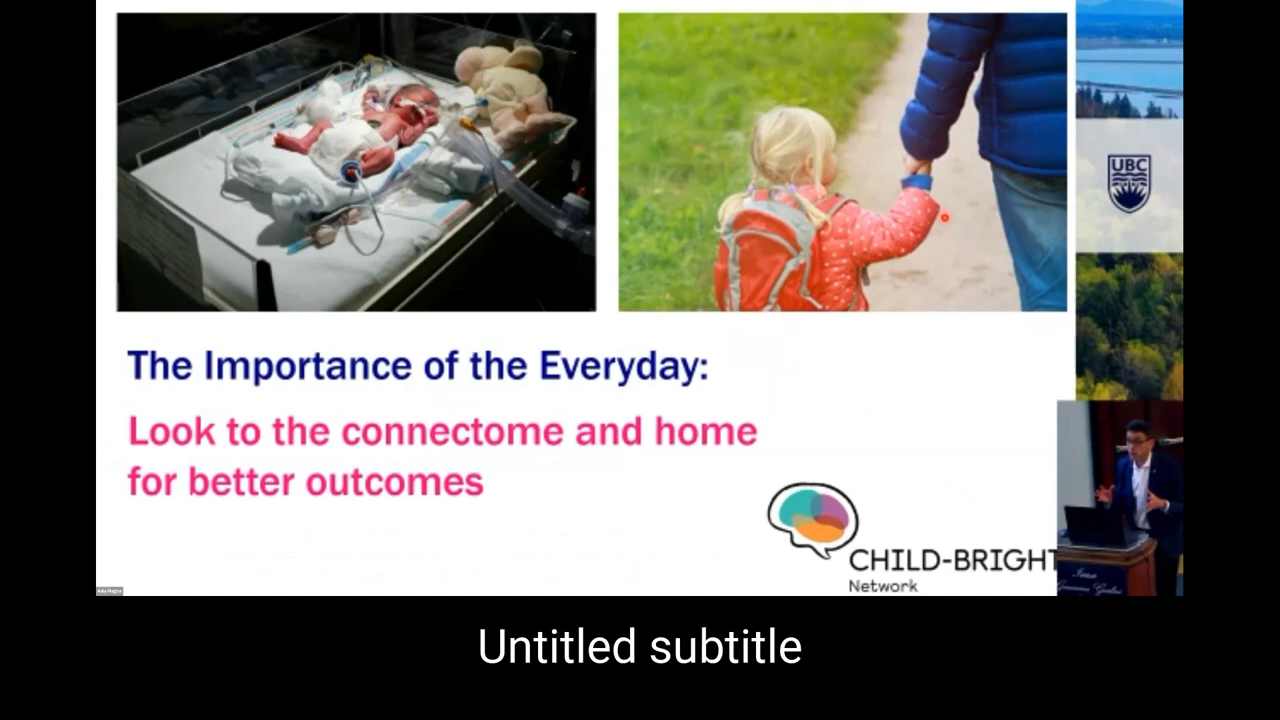 UBC
The Importance of the Everyday:
Look to the connectome and home
for better outcomes
CHILD-BRIGHT
Network
Untitled subtitle